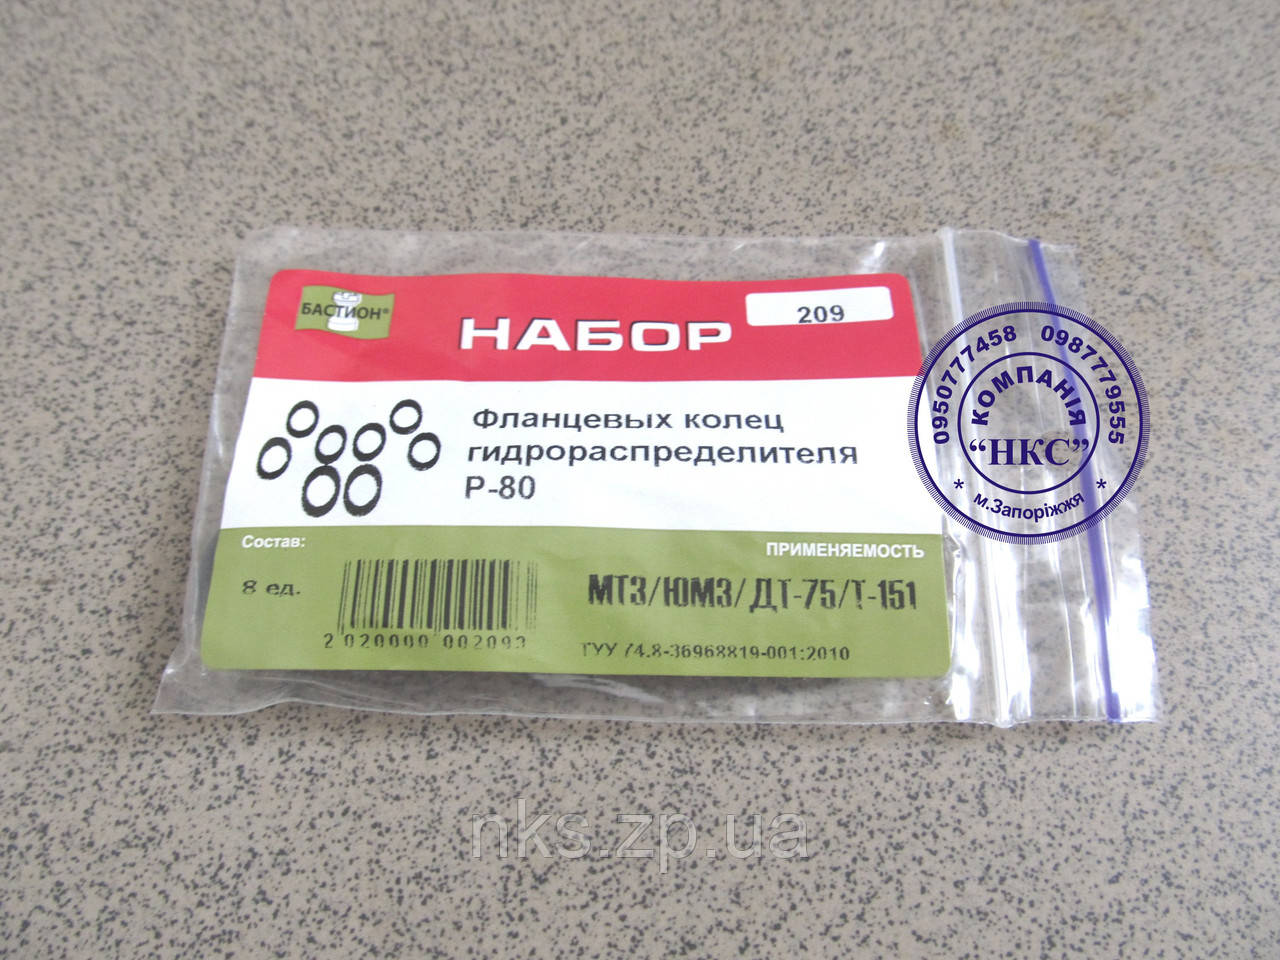 БАСТИОН®
НАБОР
209
Фланцевых колец
гидрораспределителя
Р-80
Состав:
8 ед.
2 020000 002093
ПРИМЕНЯЕМОСТЬ
МТЗ/ЮМЗ/ДТ-75/Т-151
ТУУ 74.8-36968819-001:2010
0950777458 0987779555
КОМПАНІЯ
“НКС”
* м.Запоріжжя *
nks.zp.ua